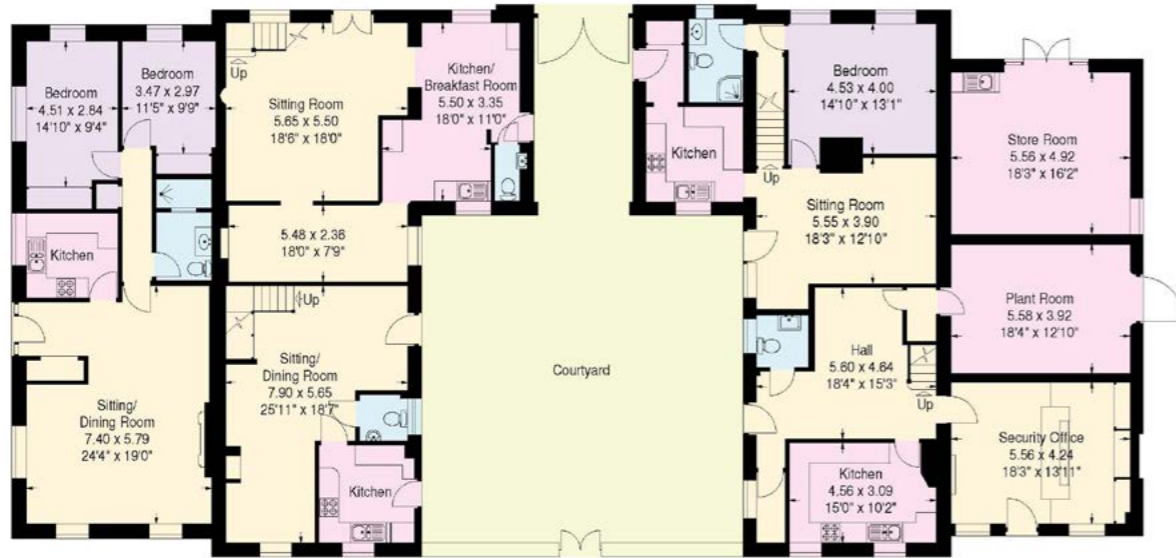 Bedroom
4.51 x 2.84
14'10" x 9'4"
Bedroom
3.47 x 2.97
11'5" x 9'9"
Kitchen
Sitting/
Dining Room
7.40 x 5.79
24'4" x 19'0"
Up
Sitting Room
5.65 x 5.50
18'6" x 18'0"
Kitchen/
Breakfast Room
5.50 x 3.35
18'0" x 11'0"
5.48 x 2.36
18'0" x 7'9"
Up
Sitting/
Dining Room
7.90 x 5.65
25'11" x 18'7"
Kitchen
Courtyard
Kitchen
Up
Bedroom
4.53 x 4.00
14'10" x 13'1"
Sitting Room
5.55 x 3.90
18'3" x 12'10"
Hall
5.60 x 4.64
18'4" x 15'3"
Up
Kitchen
4.56 x 3.09
15'0" x 10'2"
Store Room
5.56 x 4.92
18'3" x 16'2"
Plant Room
5.58 x 3.92
18'4" x 12'10"
Security Office
5.56 x 4.24
18'3" x 13'11"